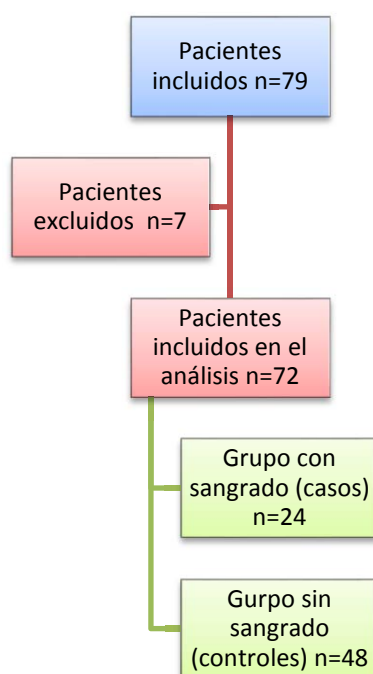 Pacientes
incluidos n=79
Pacientes
excluidos n=7
Pacientes
incluidos en el
análisis n=72
Grupo con
sangrado (casos)
n=24
Gurpo sin
sangrado
(controles) n=48